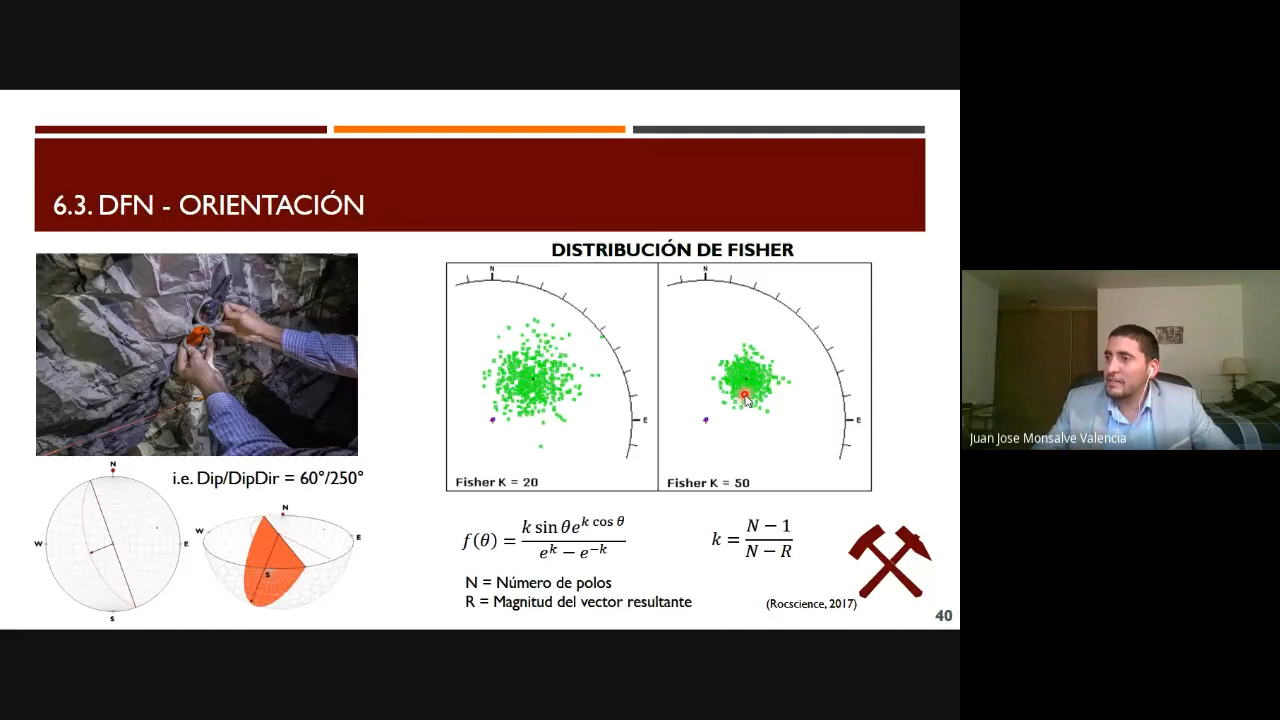 6.3. DFN - ORIENTACIÓN
DISTRIBUCIÓN DE FISHER
N
N
E
E
Fisher K = 20
Fisher K = 50
i.e. Dip/DipDir = 60°/250°
N
W
E
S
N
W
E
S
f(θ) = (k sin θ e^{k cos θ}) / (e^k − e^{−k})
k = (N − 1) / (N − R)
N = Número de polos
R = Magnitud del vector resultante
(Rocscience, 2017)
40
Juan Jose Monsalve Valencia